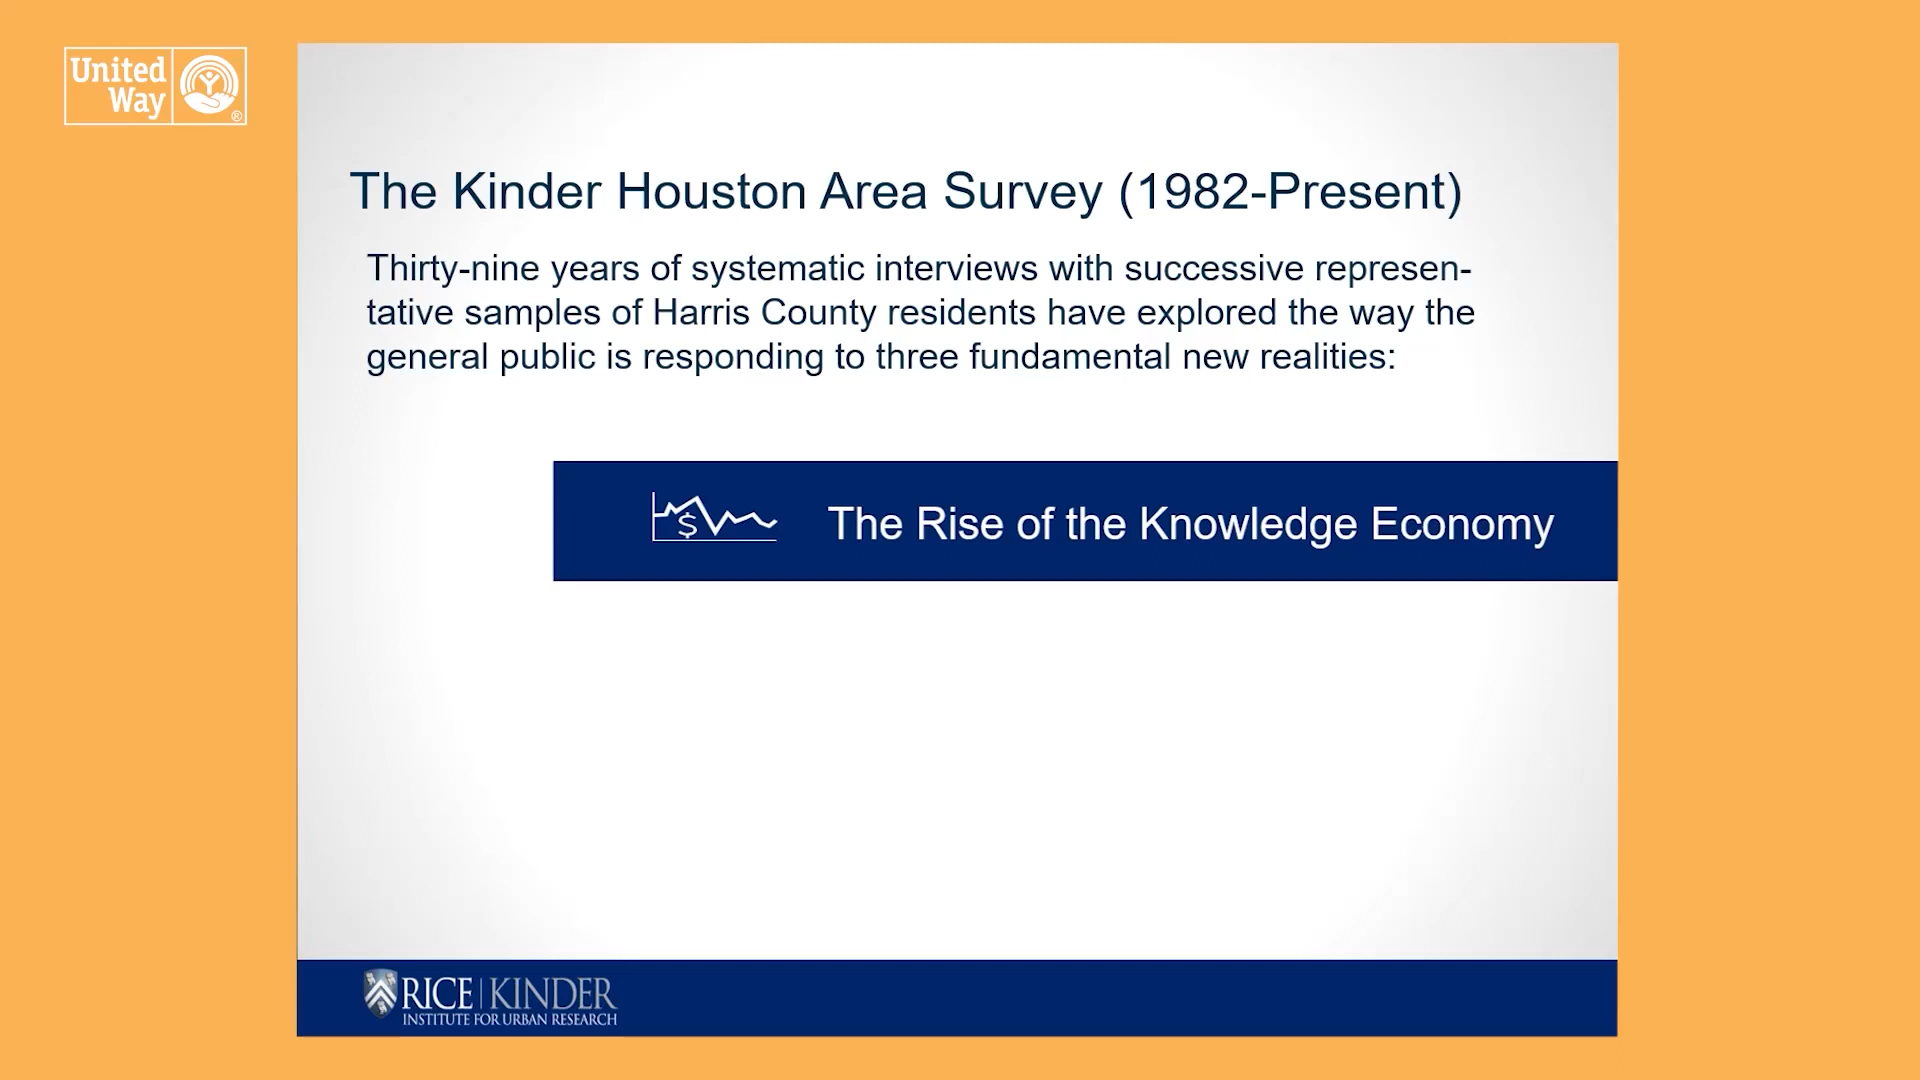 United
Way
®
The Kinder Houston Area Survey (1982-Present)
Thirty-nine years of systematic interviews with successive represen-
tative samples of Harris County residents have explored the way the
general public is responding to three fundamental new realities:
$
The Rise of the Knowledge Economy
RICE | KINDER
INSTITUTE FOR URBAN RESEARCH